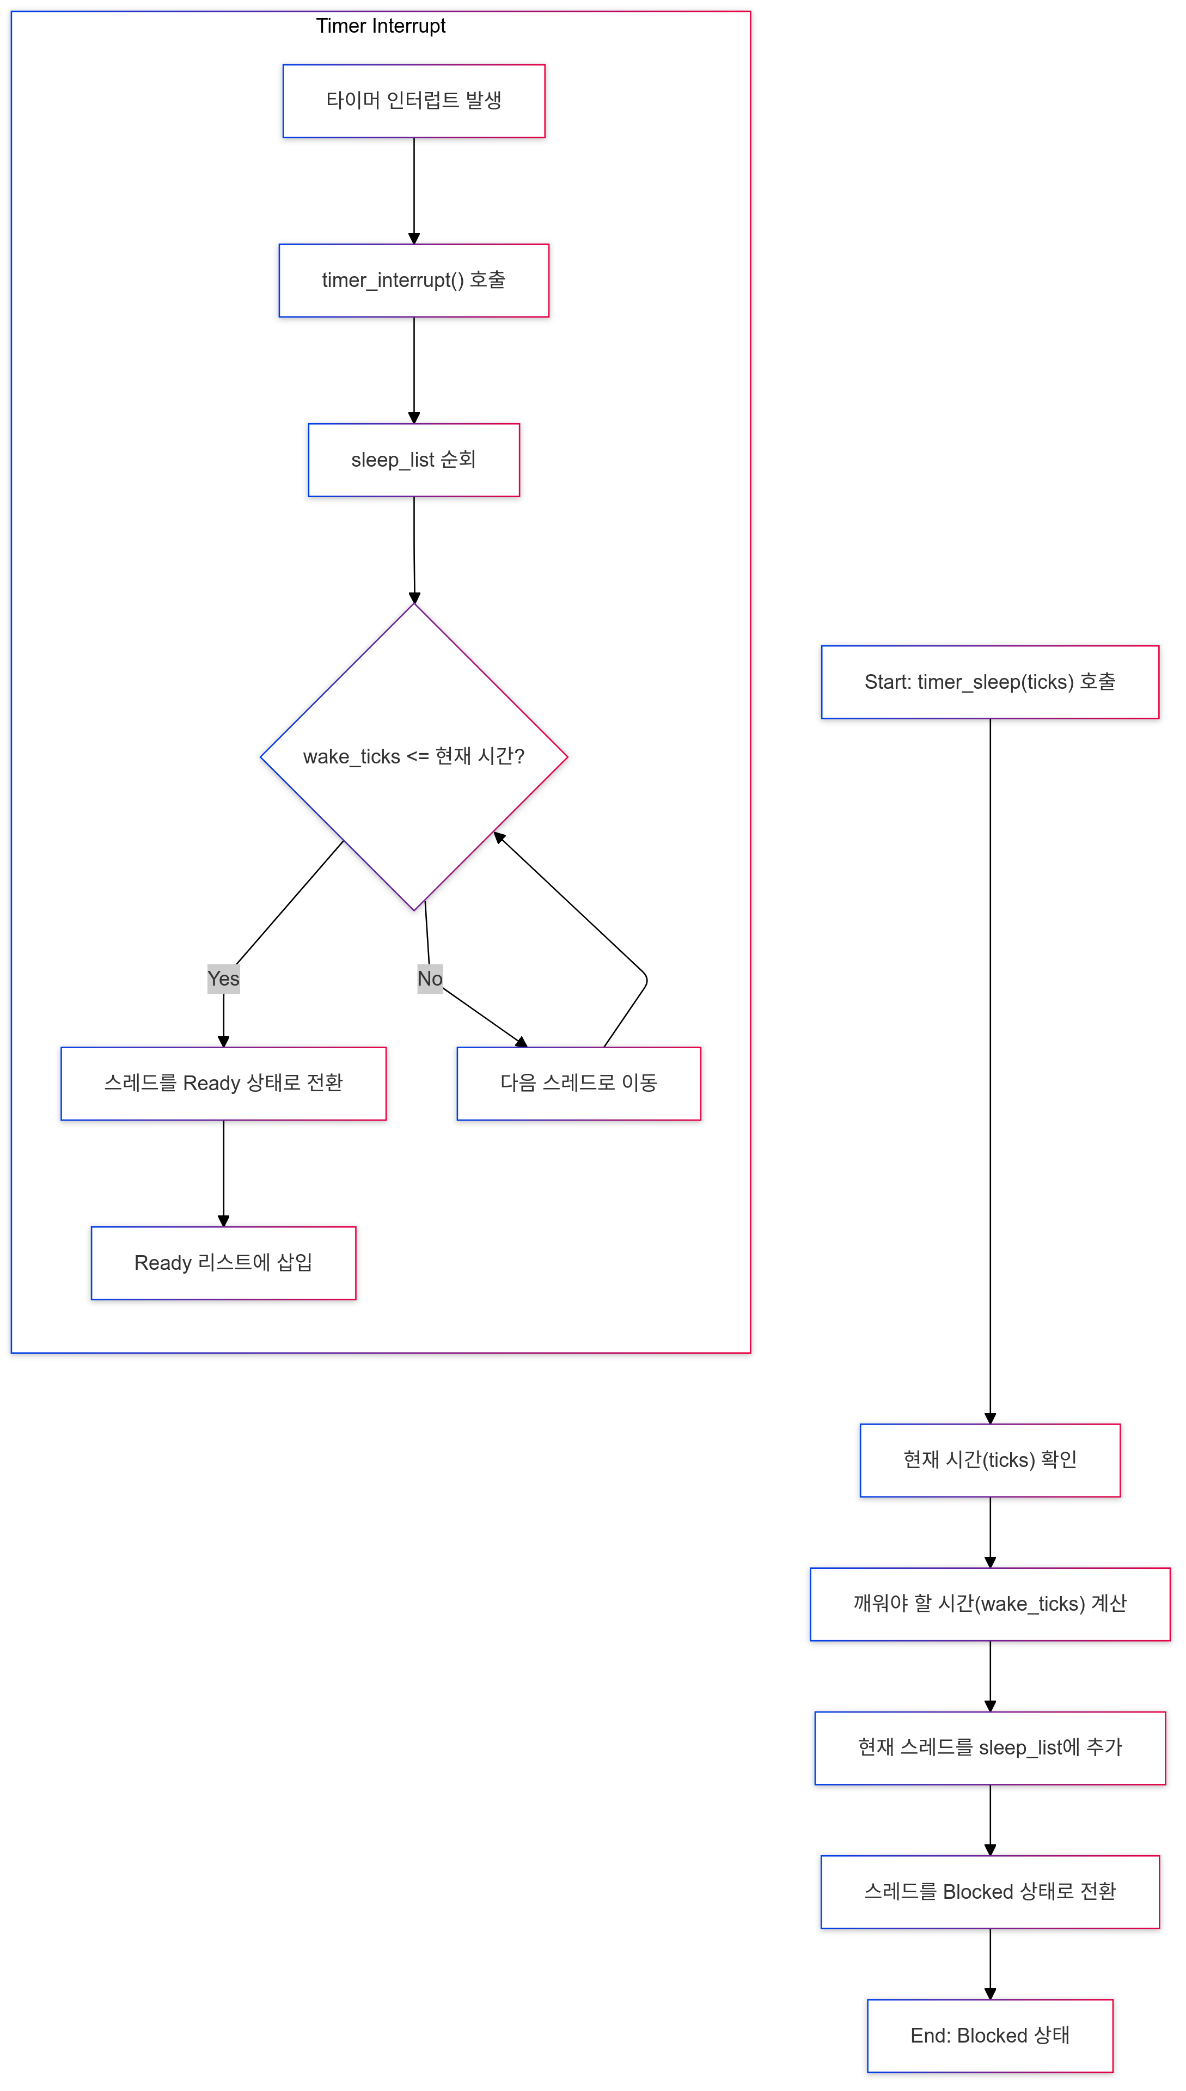 Timer Interrupt
타이머 인터럽트 발생
timer_interrupt() 호출
sleep_list 순회
wake_ticks <= 현재 시간?
Yes
No
스레드를 Ready 상태로 전환
다음 스레드로 이동
Ready 리스트에 삽입
Start: timer_sleep(ticks) 호출
현재 시간(ticks) 확인
깨워야 할 시간(wake_ticks) 계산
현재 스레드를 sleep_list에 추가
스레드를 Blocked 상태로 전환
End: Blocked 상태